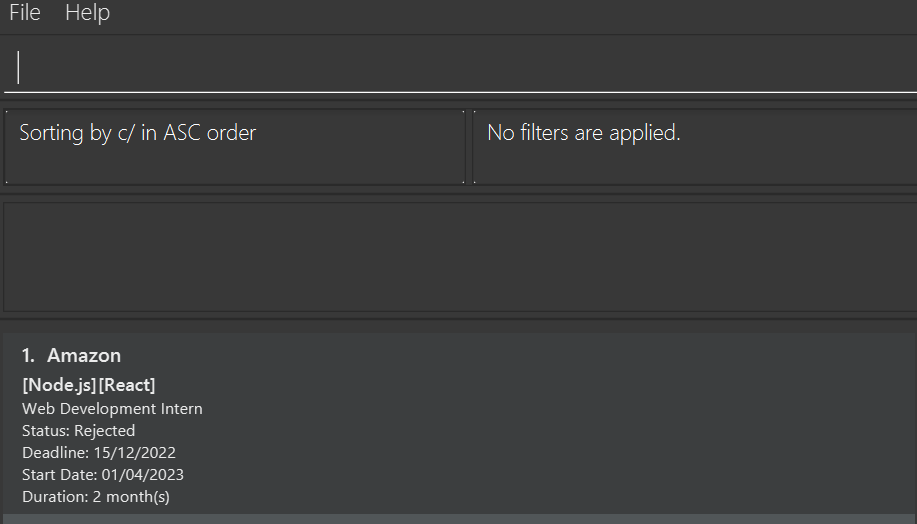 File Help
Sorting by c/ in ASC order
No filters are applied.
1. Amazon
[Node.js][React]
Web Development Intern
Status: Rejected
Deadline: 15/12/2022
Start Date: 01/04/2023
Duration: 2 month(s)